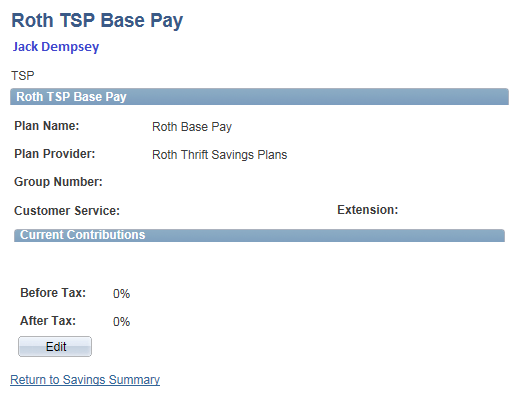 Roth TSP Base Pay
Jack Dempsey
TSP
Roth TSP Base Pay
Plan Name: Roth Base Pay
Plan Provider: Roth Thrift Savings Plans
Group Number:
Customer Service: Extension:
Current Contributions
Before Tax: 0%
After Tax: 0%
Edit
Return to Savings Summary